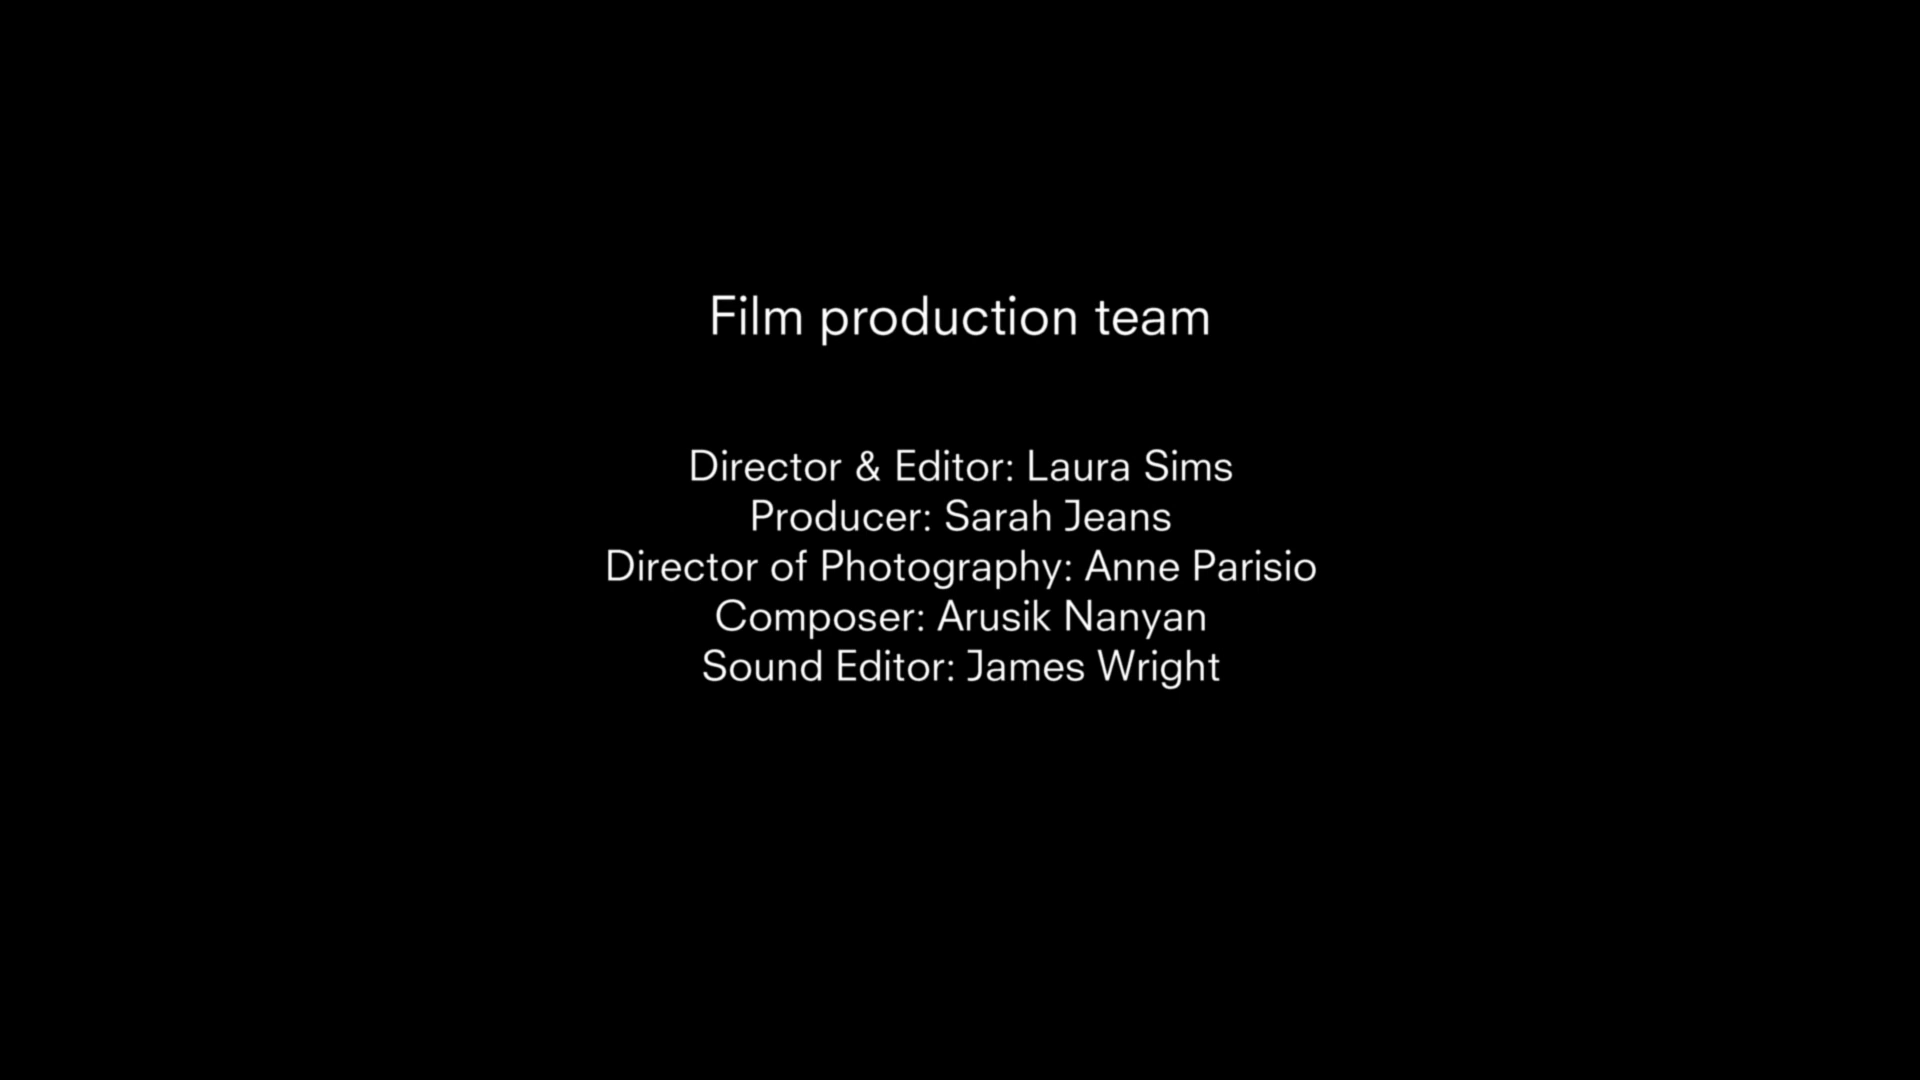 Film production team
Director & Editor: Laura Sims
Producer: Sarah Jeans
Director of Photography: Anne Parisio
Composer: Arusik Nanyan
Sound Editor: James Wright